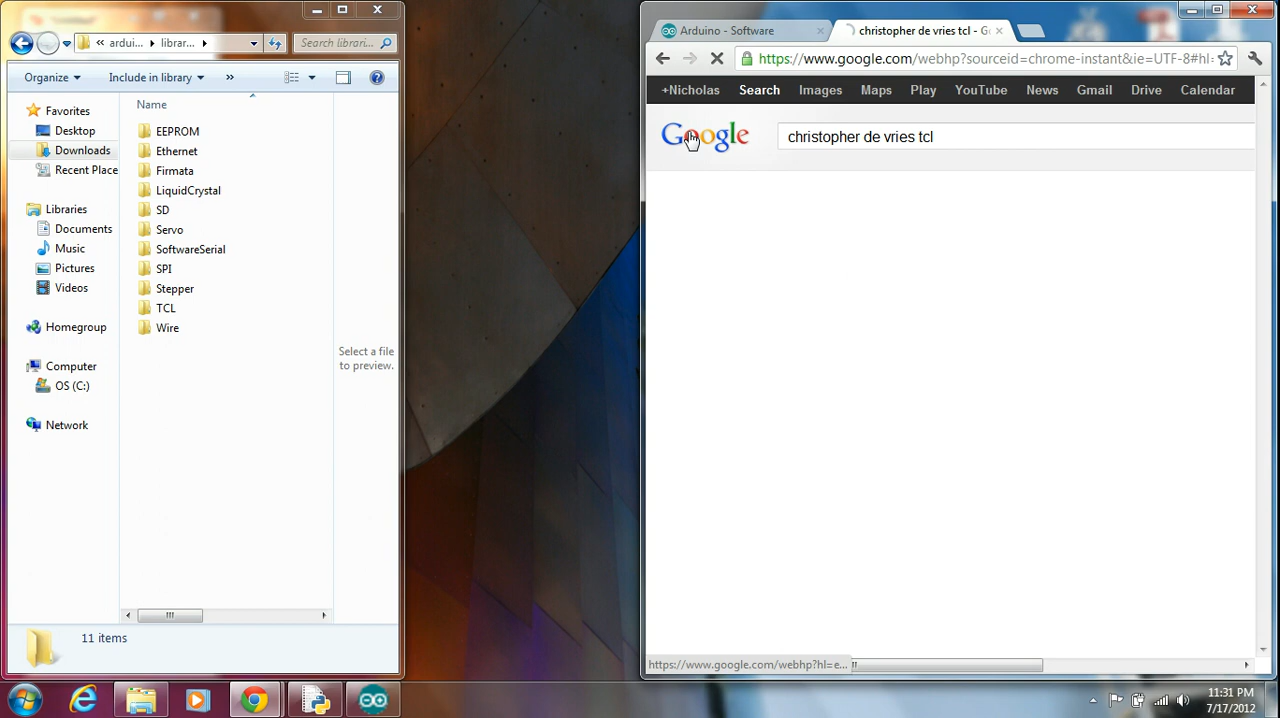 « ardui... ▸ librar... ▸
Search librari...
Organize
Include in library
»
Name
Favorites
Desktop
Downloads
Recent Place
Libraries
Documents
Music
Pictures
Videos
Homegroup
Computer
OS (C:)
Network
EEPROM
Ethernet
Firmata
LiquidCrystal
SD
Servo
SoftwareSerial
SPI
Stepper
TCL
Wire
Select a file
to preview.
11 items
Arduino - Software
christopher de vries tcl - Go
https://www.google.com/webhp?sourceid=chrome-instant&ie=UTF-8#hl=
+Nicholas Search Images Maps Play YouTube News Gmail Drive Calendar
Google
christopher de vries tcl
https://www.google.com/webhp?hl=e...
11:31 PM
7/17/2012